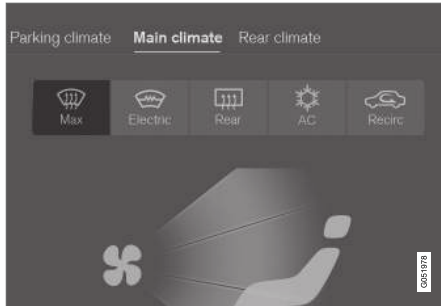 Parking climate Main climate Rear climate
Max Electric Rear AC Recirc
G051978